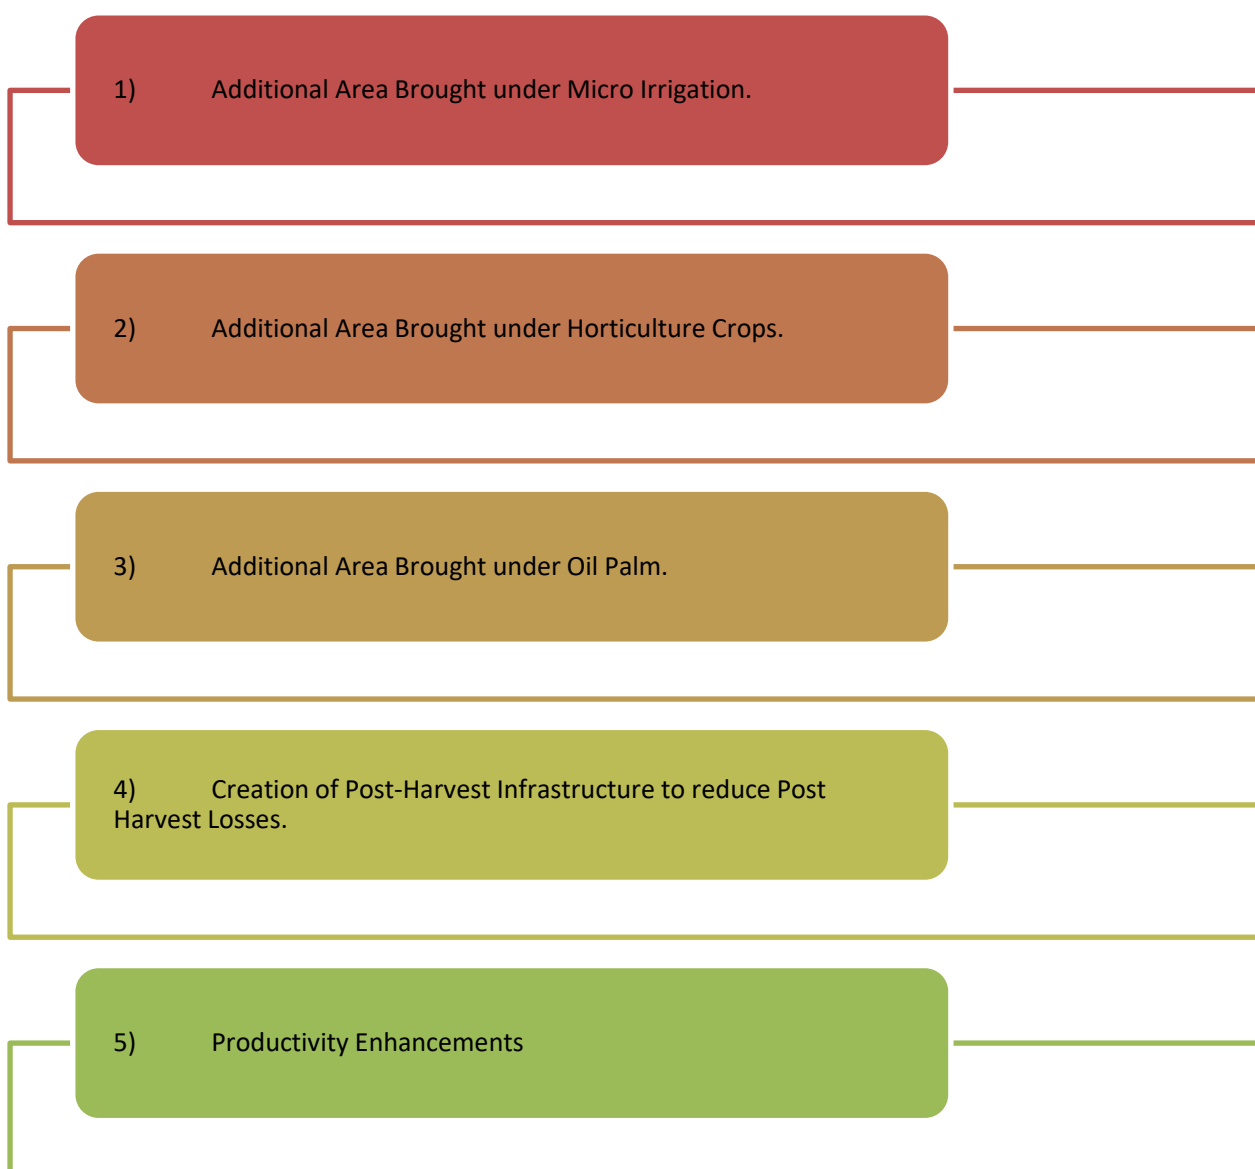 1) Additional Area Brought under Micro Irrigation.
2) Additional Area Brought under Horticulture Crops.
3) Additional Area Brought under Oil Palm.
4) Creation of Post-Harvest Infrastructure to reduce Post
Harvest Losses.
5) Productivity Enhancements